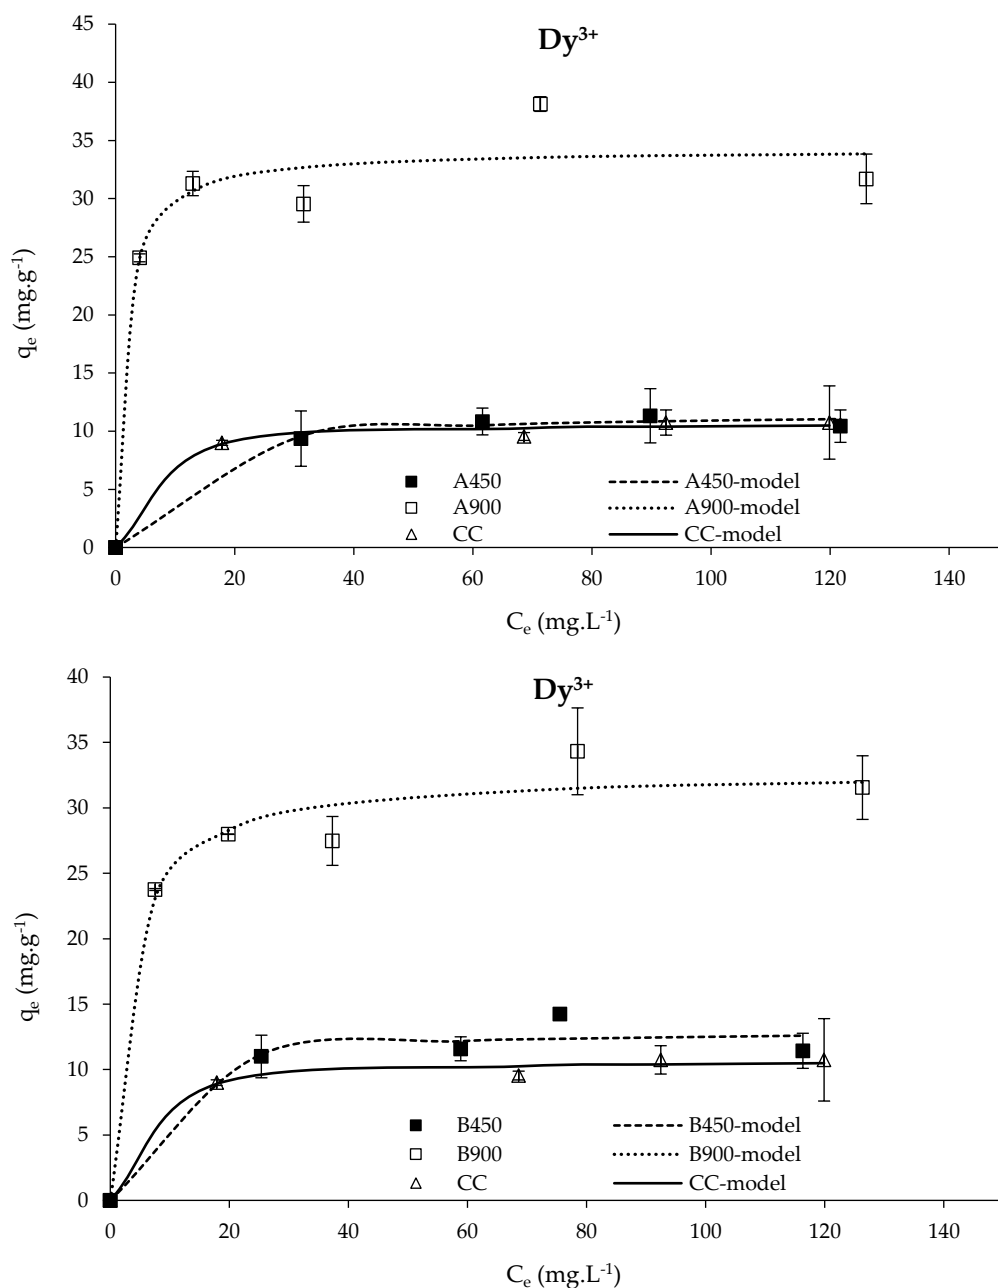 Dy³⁺
45
40
35
30
25
20
15
10
5
0
qₑ (mg.g⁻¹)
A450 A450-model
A900 A900-model
CC CC-model
0 20 40 60 80 100 120 140
Cₑ (mg.L⁻¹)
Dy³⁺
40
35
30
25
20
15
10
5
0
qₑ (mg.g⁻¹)
B450 B450-model
B900 B900-model
CC CC-model
0 20 40 60 80 100 120 140
Cₑ (mg.L⁻¹)